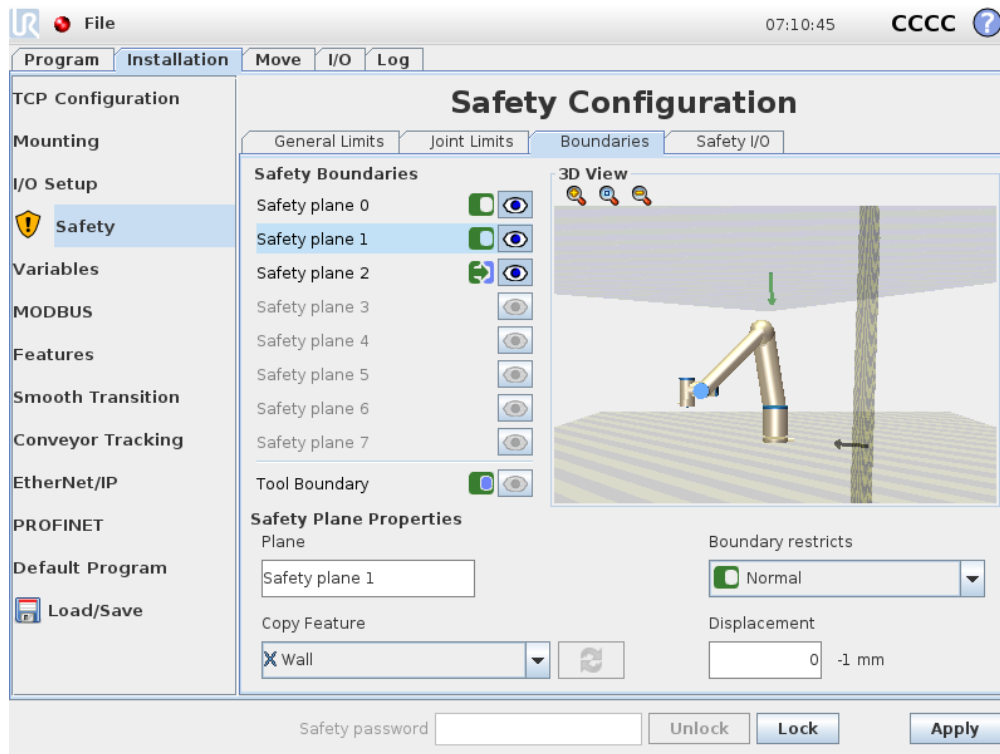 UR File 07:10:45 CCCC ?
Program Installation Move I/O Log
TCP Configuration
Mounting
I/O Setup
Safety
Variables
MODBUS
Features
Smooth Transition
Conveyor Tracking
EtherNet/IP
PROFINET
Default Program
Load/Save
Safety Configuration
General Limits Joint Limits Boundaries Safety I/O
Safety Boundaries
Safety plane 0
Safety plane 1
Safety plane 2
Safety plane 3
Safety plane 4
Safety plane 5
Safety plane 6
Safety plane 7
Tool Boundary
3D View
Safety Plane Properties
Plane
Safety plane 1
Boundary restricts
Normal
Copy Feature
Wall
Displacement
0 -1 mm
Safety password Unlock Lock Apply